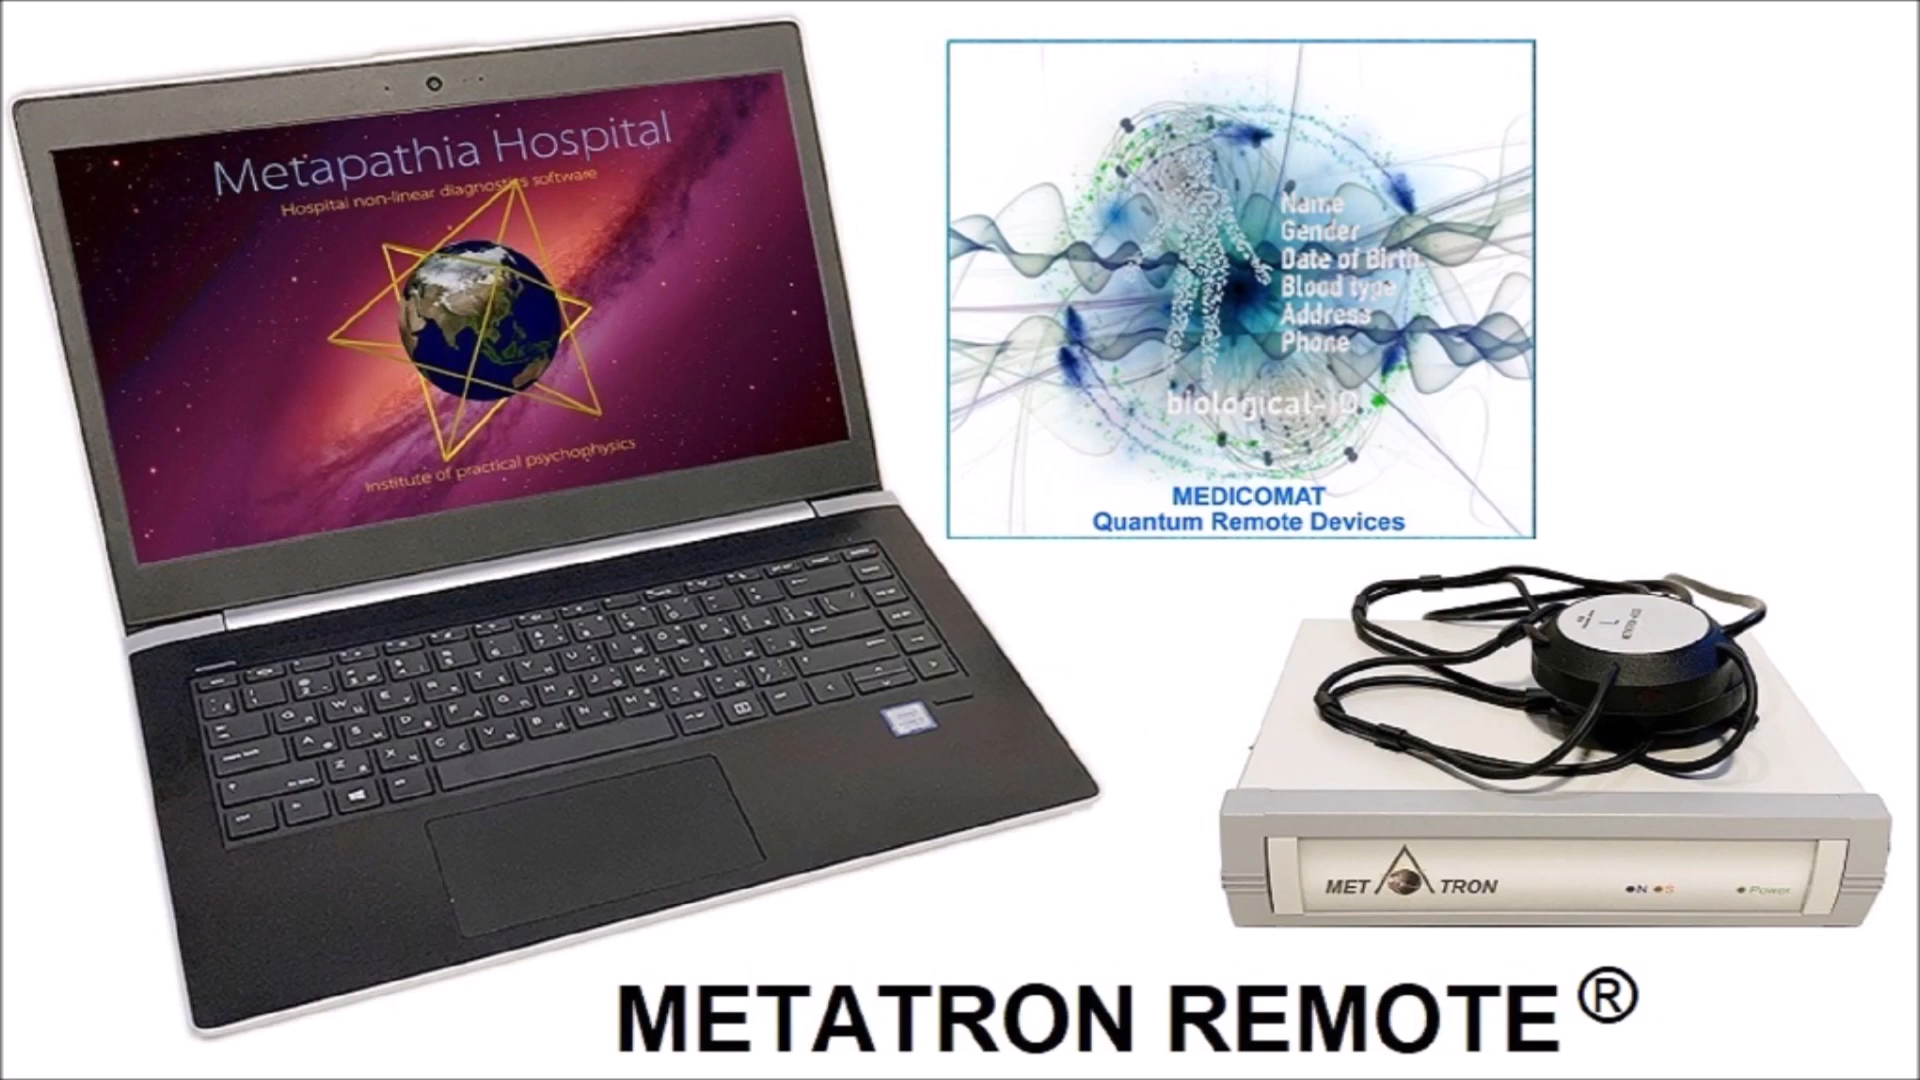 Metapathia Hospital
Hospital non-linear diagnostics software
Institute of practical psychophysics
Name
Gender
Date of Birth
Blood type
Address
Phone
biological-ID
MEDICOMAT
Quantum Remote Devices
L
MET TRON
N S
Power
METATRON REMOTE®